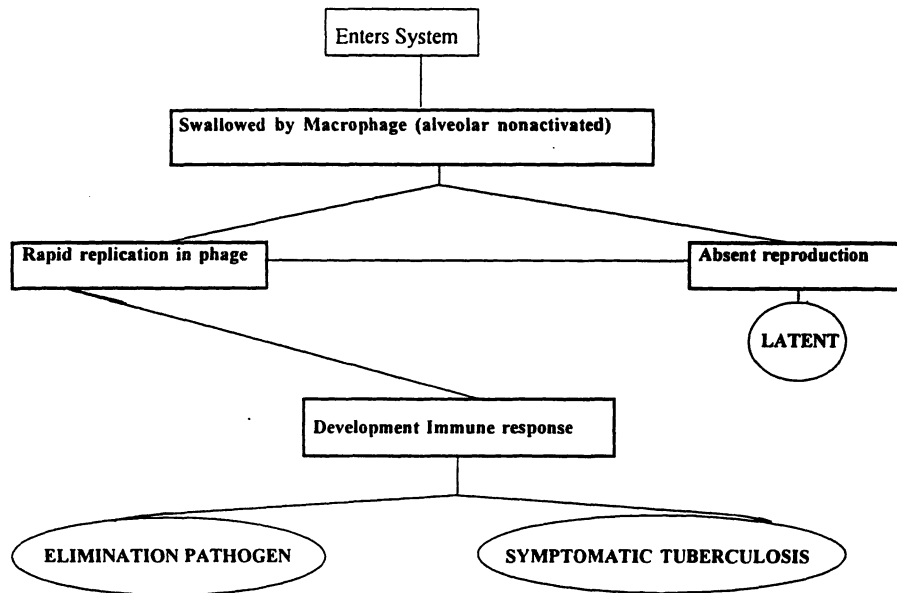 Enters System
Swallowed by Macrophage (alveolar nonactivated)
Rapid replication in phage
Absent reproduction
LATENT
Development Immune response
ELIMINATION PATHOGEN
SYMPTOMATIC TUBERCULOSIS